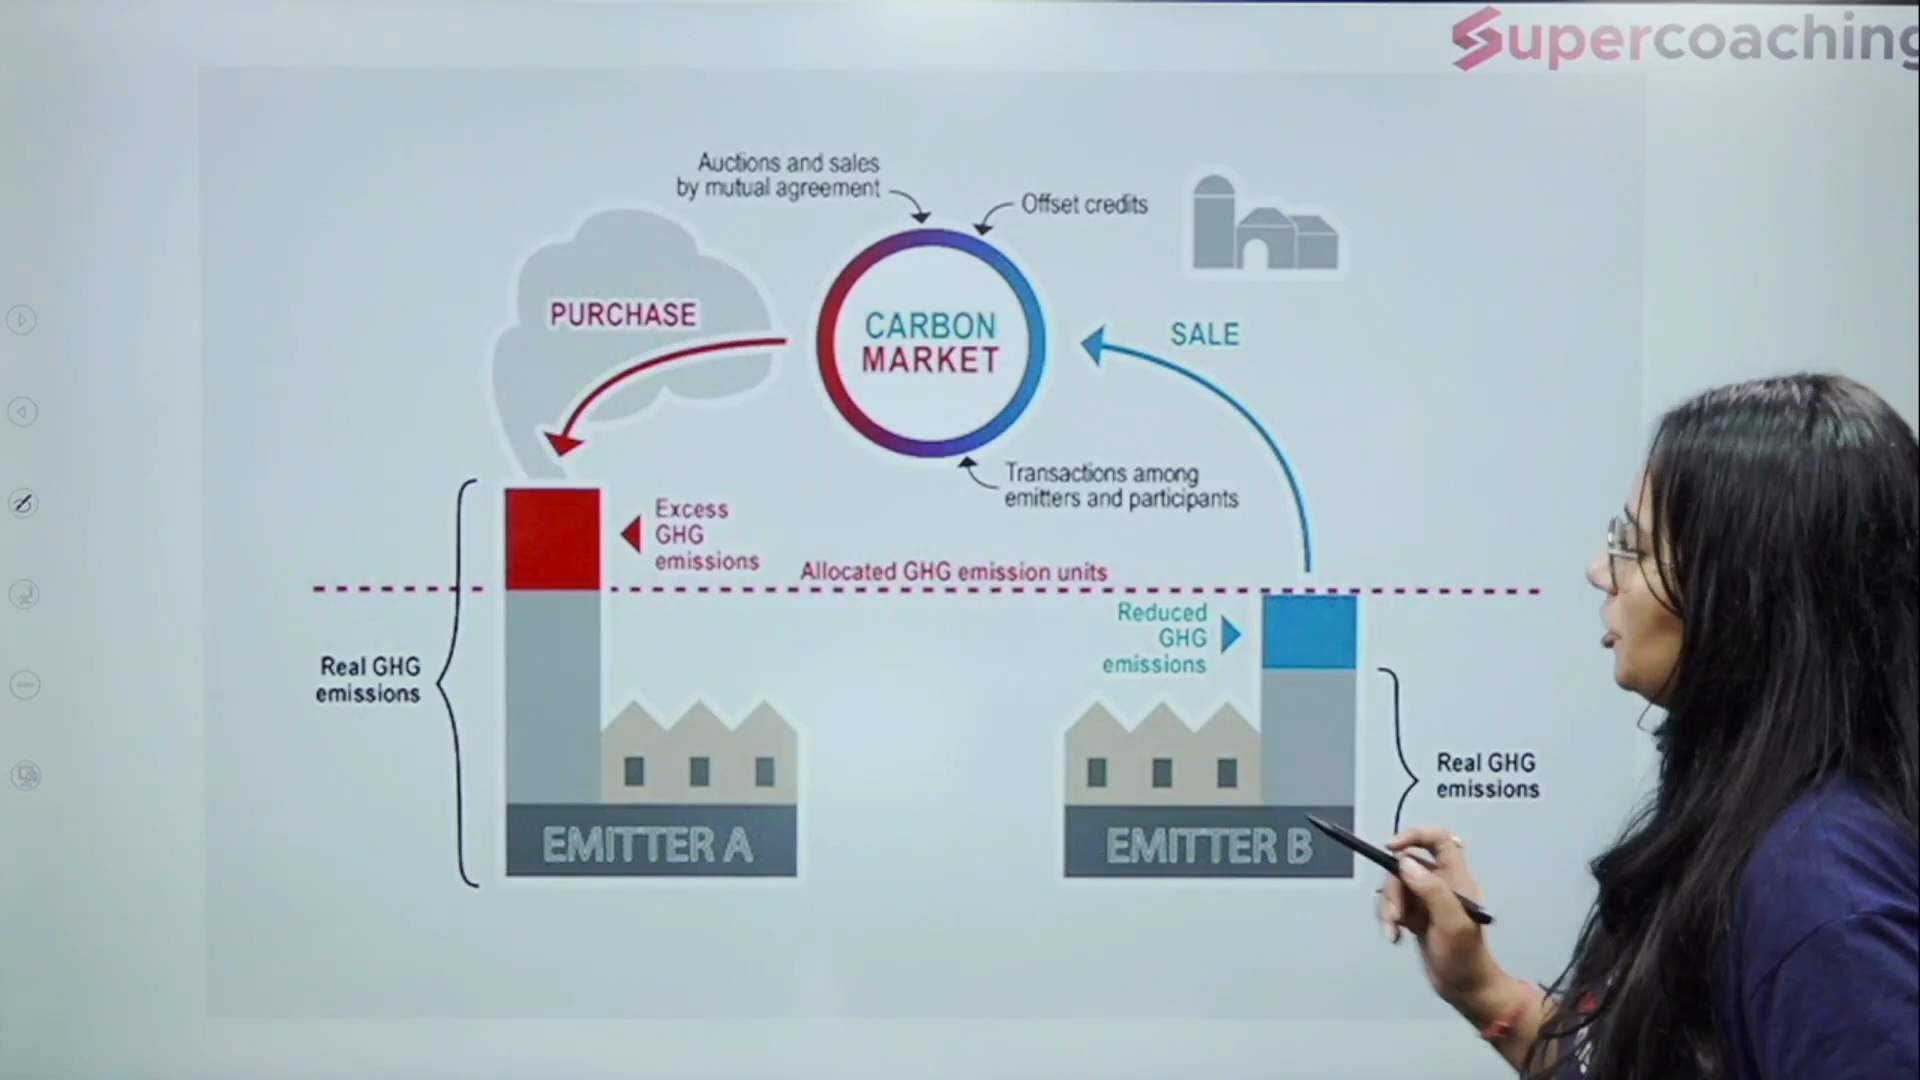 Supercoaching
Auctions and sales
by mutual agreement
Offset credits
PURCHASE
CARBON
MARKET
SALE
Transactions among
emitters and participants
Excess
GHG
emissions
Allocated GHG emission units
Reduced
GHG
emissions
Real GHG
emissions
Real GHG
emissions
EMITTER A
EMITTER B